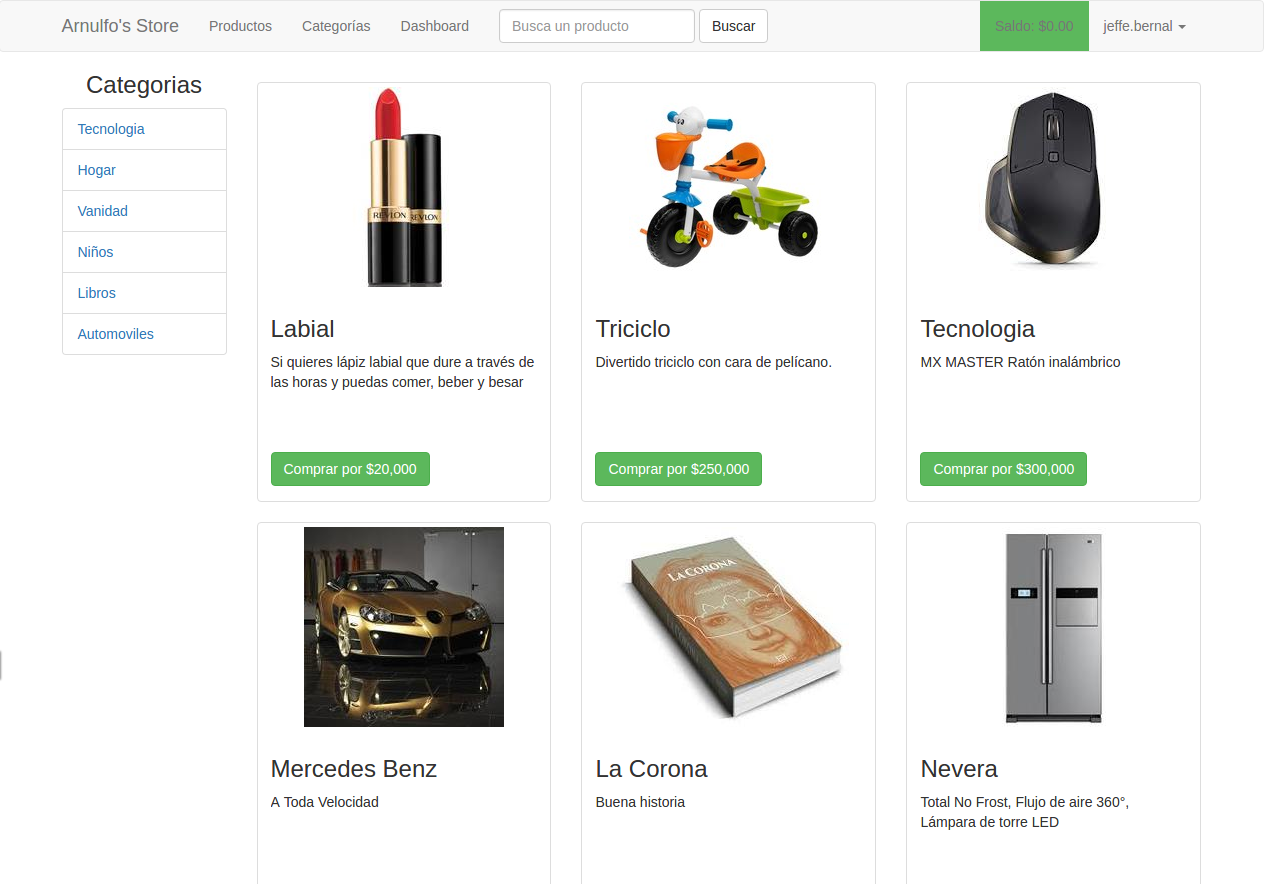 Arnulfo's Store Productos Categorías Dashboard Busca un producto Buscar Saldo: $0.00 jeffe.bernal
Categorias
Tecnologia
Hogar
Vanidad
Niños
Libros
Automoviles
REVLON REVLON
Labial
Si quieres lápiz labial que dure a través de
las horas y puedas comer, beber y besar
Comprar por $20,000
Triciclo
Divertido triciclo con cara de pelícano.
Comprar por $250,000
Tecnologia
MX MASTER Ratón inalámbrico
Comprar por $300,000
Mercedes Benz
A Toda Velocidad
LA CORONA
La Corona
Buena historia
Nevera
Total No Frost, Flujo de aire 360°,
Lámpara de torre LED